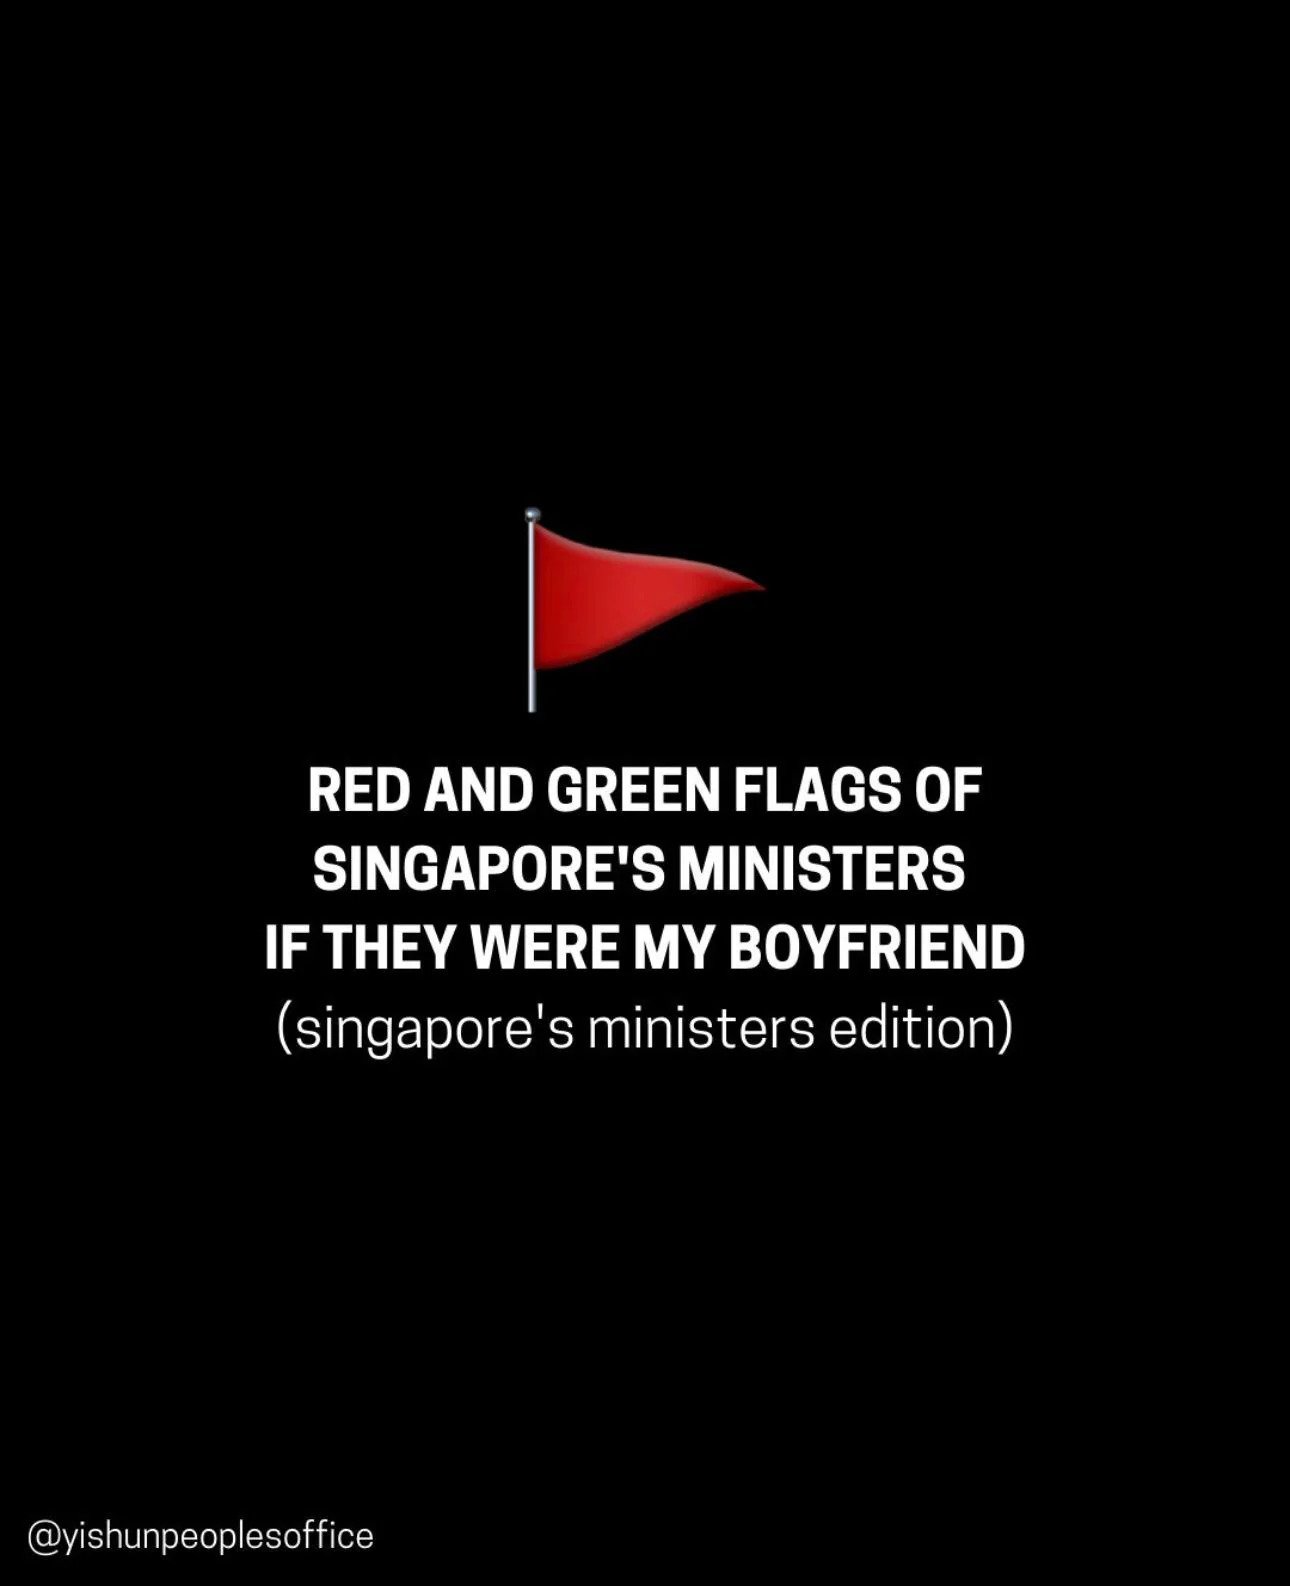 RED AND GREEN FLAGS OF
SINGAPORE'S MINISTERS
IF THEY WERE MY BOYFRIEND
(singapore's ministers edition)
@yishunpeoplesoffice